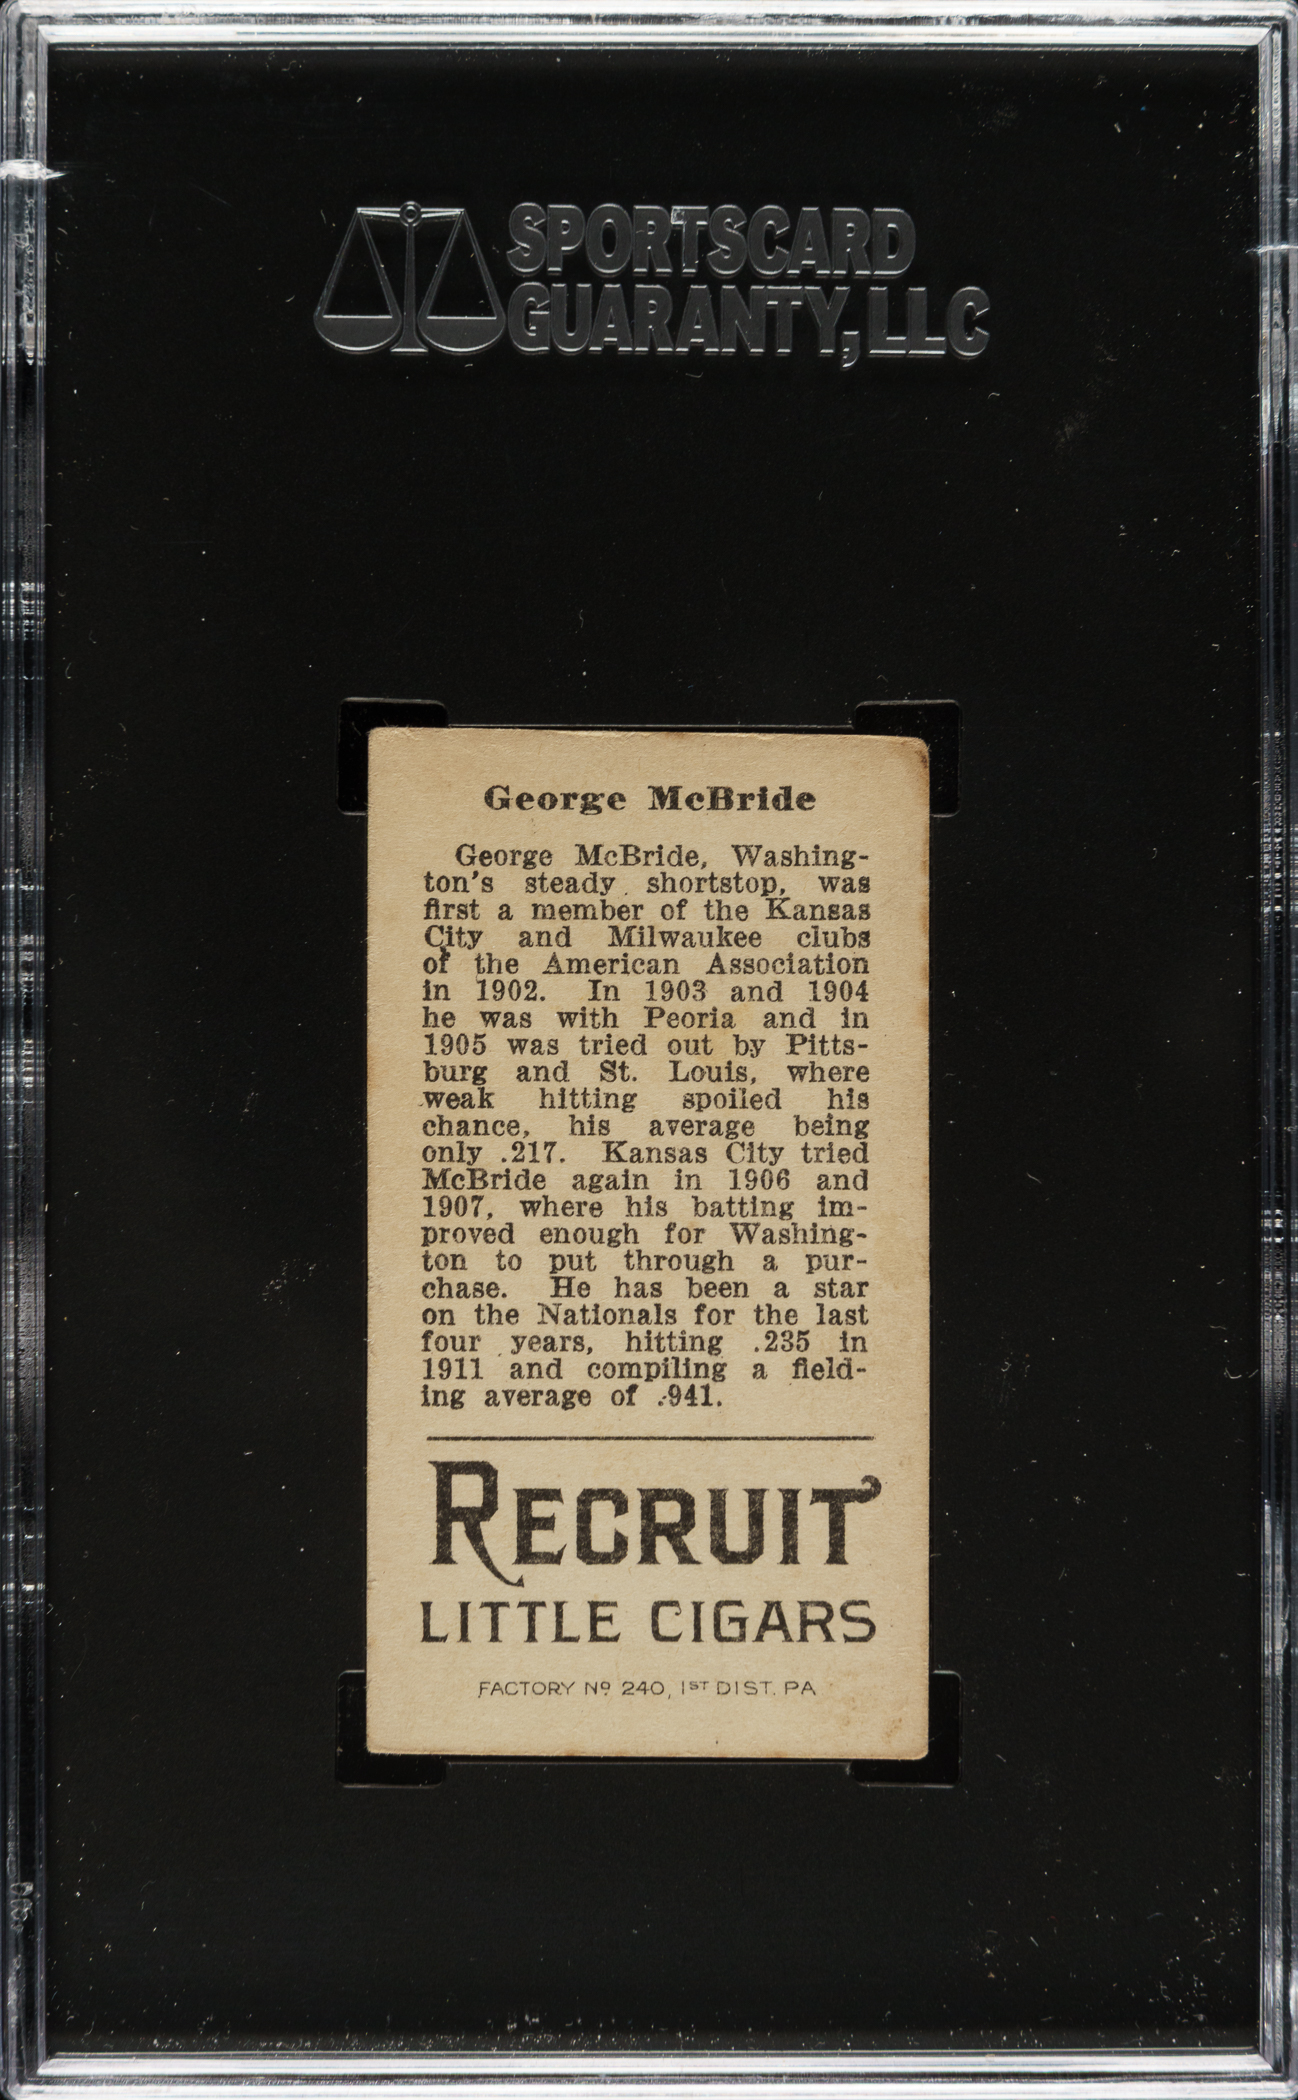 SPORTSCARD
GUARANTY, LLC
George McBride
George McBride, Washing-
ton's steady shortstop, was
first a member of the Kansas
City and Milwaukee clubs
of the American Association
in 1902. In 1903 and 1904
he was with Peoria and in
1905 was tried out by Pitts-
burg and St. Louis, where
weak hitting spoiled his
chance, his average being
only .217. Kansas City tried
McBride again in 1906 and
1907, where his batting im-
proved enough for Washing-
ton to put through a pur-
chase. He has been a star
on the Nationals for the last
four years, hitting .235 in
1911 and compiling a field-
ing average of .941.
RECRUIT
LITTLE CIGARS
FACTORY Nº 240, 1ST DIST. PA